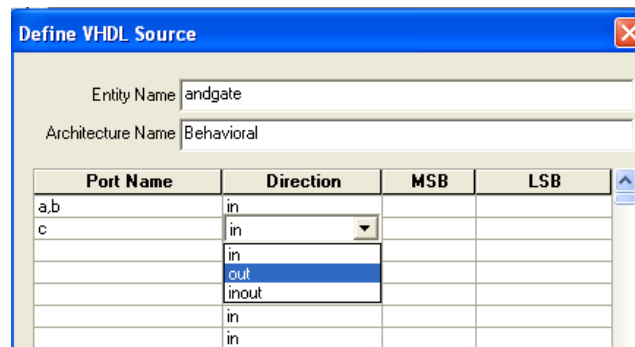 Define VHDL Source
Entity Name andgate
Architecture Name Behavioral
Port Name Direction MSB LSB
a,b in
c in
in
out
inout
in
in